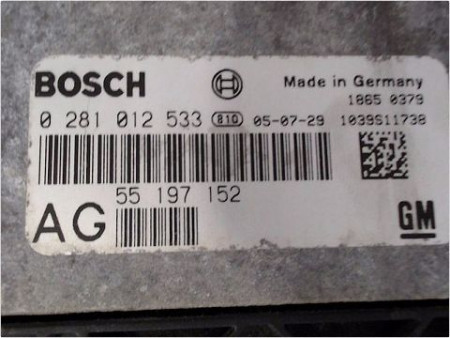 BOSCH Made in Germany
1865 0379
0 281 012 533 810 05-07-29 1039S11738
55 197 152
AG GM